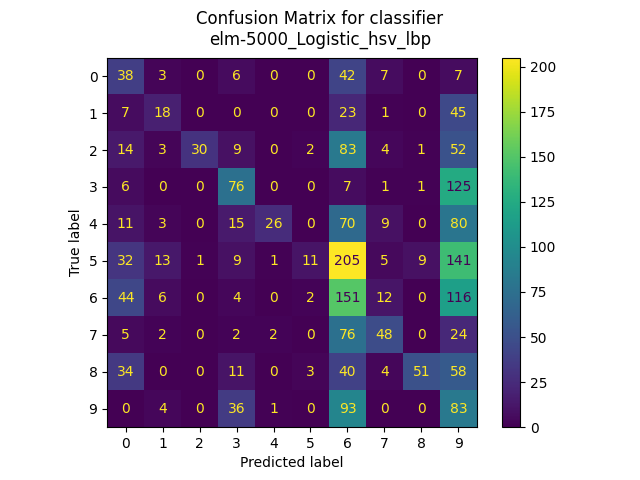 Confusion Matrix for classifier
elm-5000_Logistic_hsv_lbp
0 38 3 0 6 0 0 42 7 0 7
1 7 18 0 0 0 0 23 1 0 45
2 14 3 30 9 0 2 83 4 1 52
3 6 0 0 76 0 0 7 1 1 125
4 11 3 0 15 26 0 70 9 0 80
5 32 13 1 9 1 11 205 5 9 141
6 44 6 0 4 0 2 151 12 0 116
7 5 2 0 2 2 0 76 48 0 24
8 34 0 0 11 0 3 40 4 51 58
9 0 4 0 36 1 0 93 0 0 83
0 1 2 3 4 5 6 7 8 9
True label
Predicted label
200
175
150
125
100
75
50
25
0